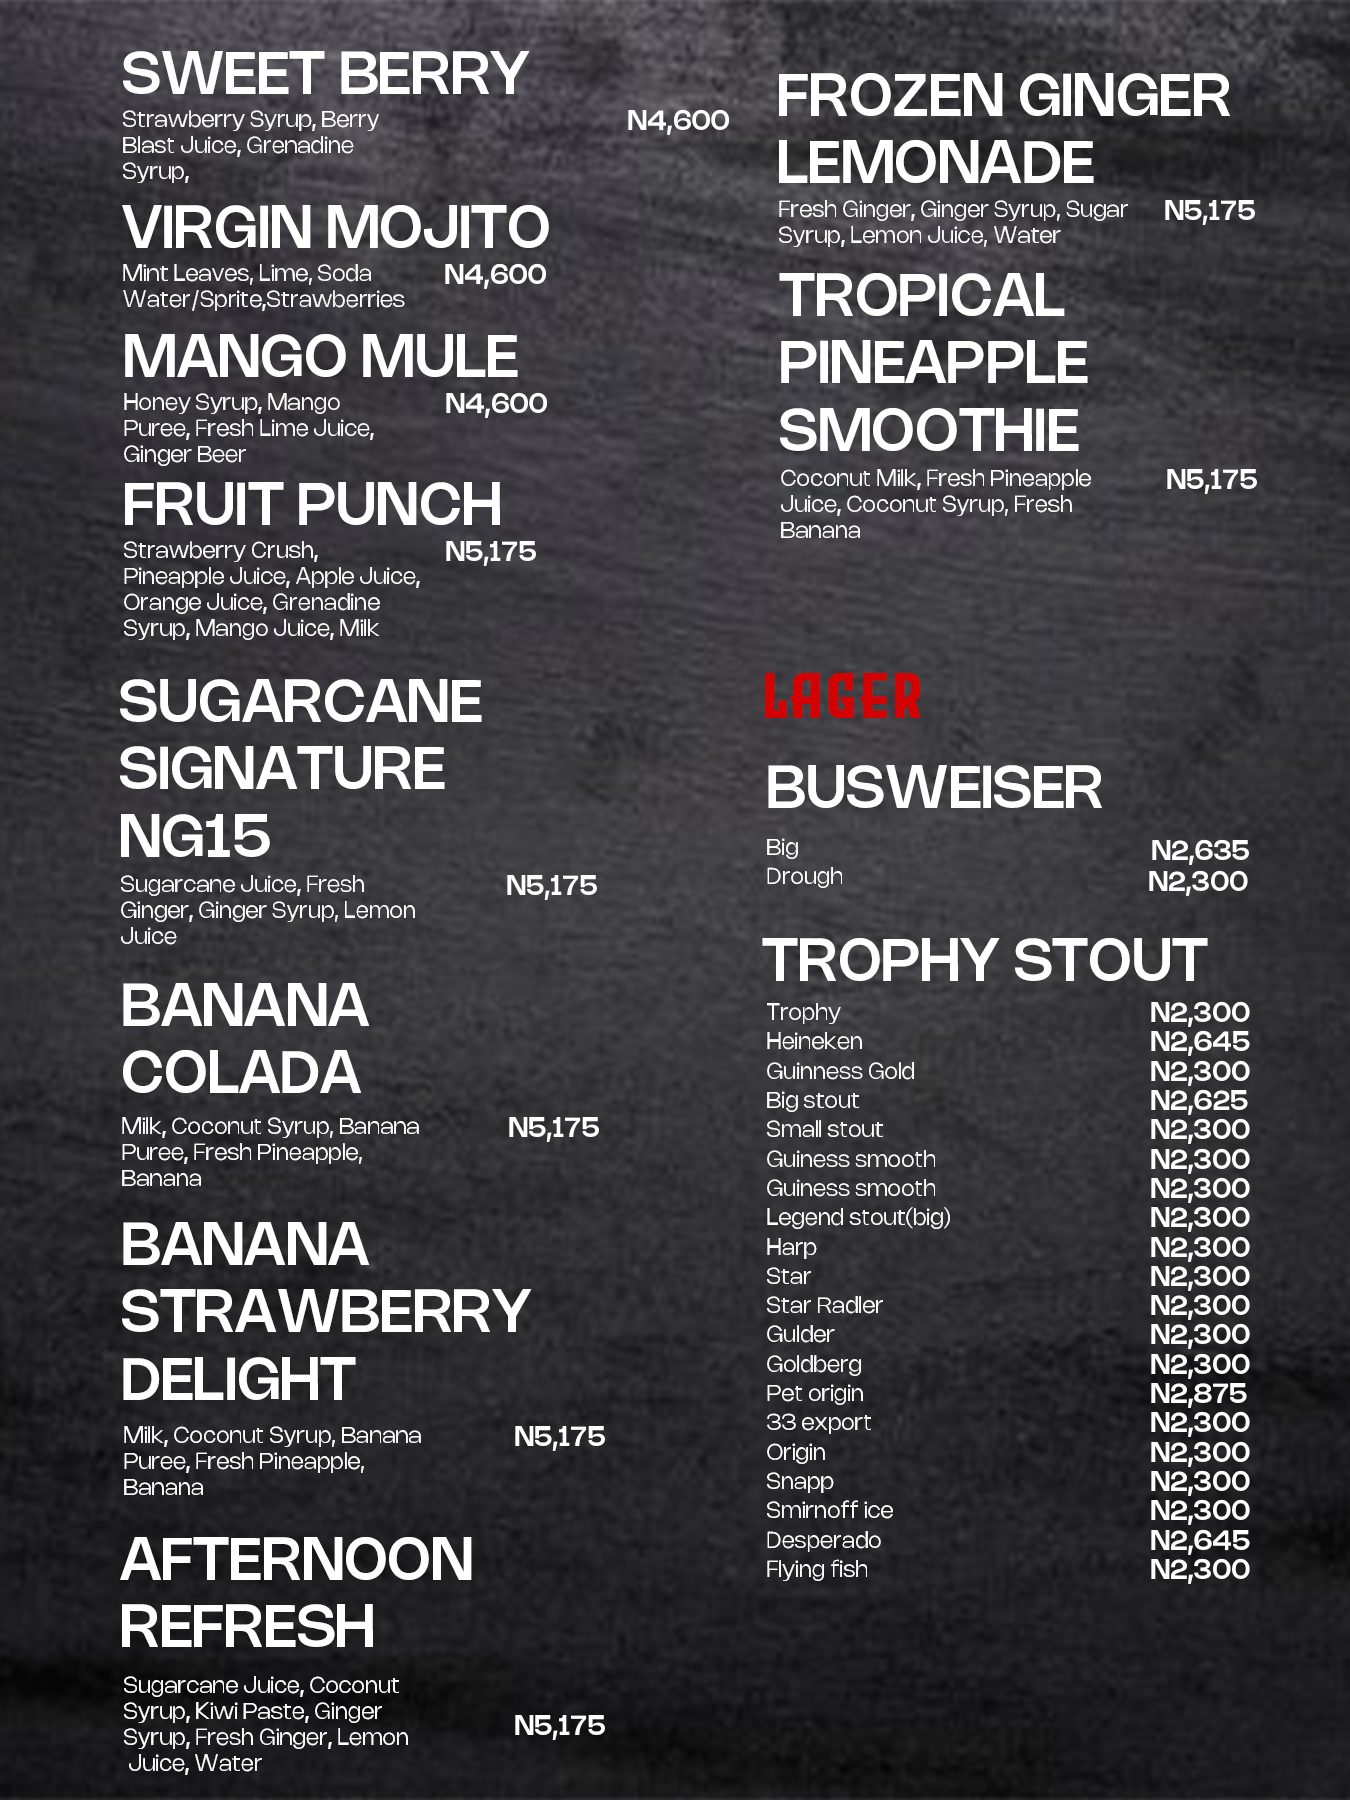 SWEET BERRY
Strawberry Syrup, Berry
Blast Juice, Grenadine
Syrup,
N4,600
VIRGIN MOJITO
Mint Leaves, Lime, Soda
Water/Sprite,Strawberries
N4,600
MANGO MULE
Honey Syrup, Mango
Puree, Fresh Lime Juice,
Ginger Beer
N4,600
FRUIT PUNCH
Strawberry Crush,
Pineapple Juice, Apple Juice,
Orange Juice, Grenadine
Syrup, Mango Juice, Milk
N5,175
SUGARCANE
SIGNATURE
NG15
Sugarcane Juice, Fresh
Ginger, Ginger Syrup, Lemon
Juice
N5,175
BANANA
COLADA
Milk, Coconut Syrup, Banana
Puree, Fresh Pineapple,
Banana
N5,175
BANANA
STRAWBERRY
DELIGHT
Milk, Coconut Syrup, Banana
Puree, Fresh Pineapple,
Banana
N5,175
AFTERNOON
REFRESH
Sugarcane Juice, Coconut
Syrup, Kiwi Paste, Ginger
Syrup, Fresh Ginger, Lemon
Juice, Water
N5,175
FROZEN GINGER
LEMONADE
Fresh Ginger, Ginger Syrup, Sugar
Syrup, Lemon Juice, Water
N5,175
TROPICAL
PINEAPPLE
SMOOTHIE
Coconut Milk, Fresh Pineapple
Juice, Coconut Syrup, Fresh
Banana
N5,175
LAGER
BUSWEISER
Big N2,635
Drough N2,300
TROPHY STOUT
Trophy N2,300
Heineken N2,645
Guinness Gold N2,300
Big stout N2,625
Small stout N2,300
Guiness smooth N2,300
Guiness smooth N2,300
Legend stout(big) N2,300
Harp N2,300
Star N2,300
Star Radler N2,300
Gulder N2,300
Goldberg N2,300
Pet origin N2,875
33 export N2,300
Origin N2,300
Snapp N2,300
Smirnoff ice N2,300
Desperado N2,645
Flying fish N2,300